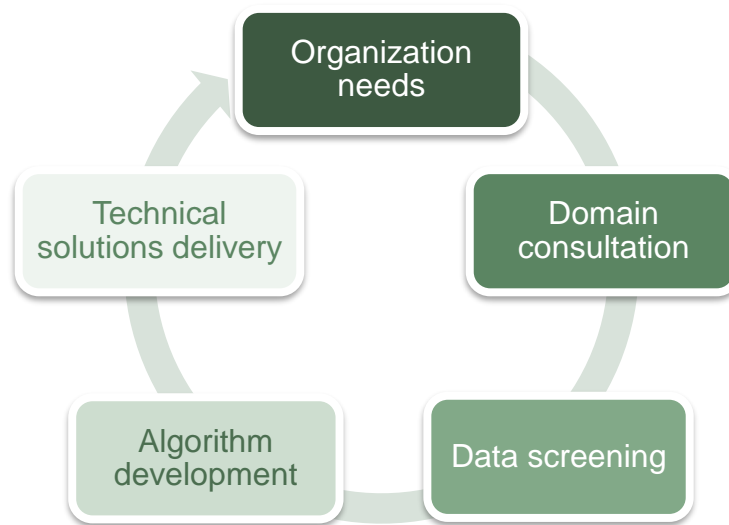 Organization
needs
Domain
consultation
Data screening
Algorithm
development
Technical
solutions delivery